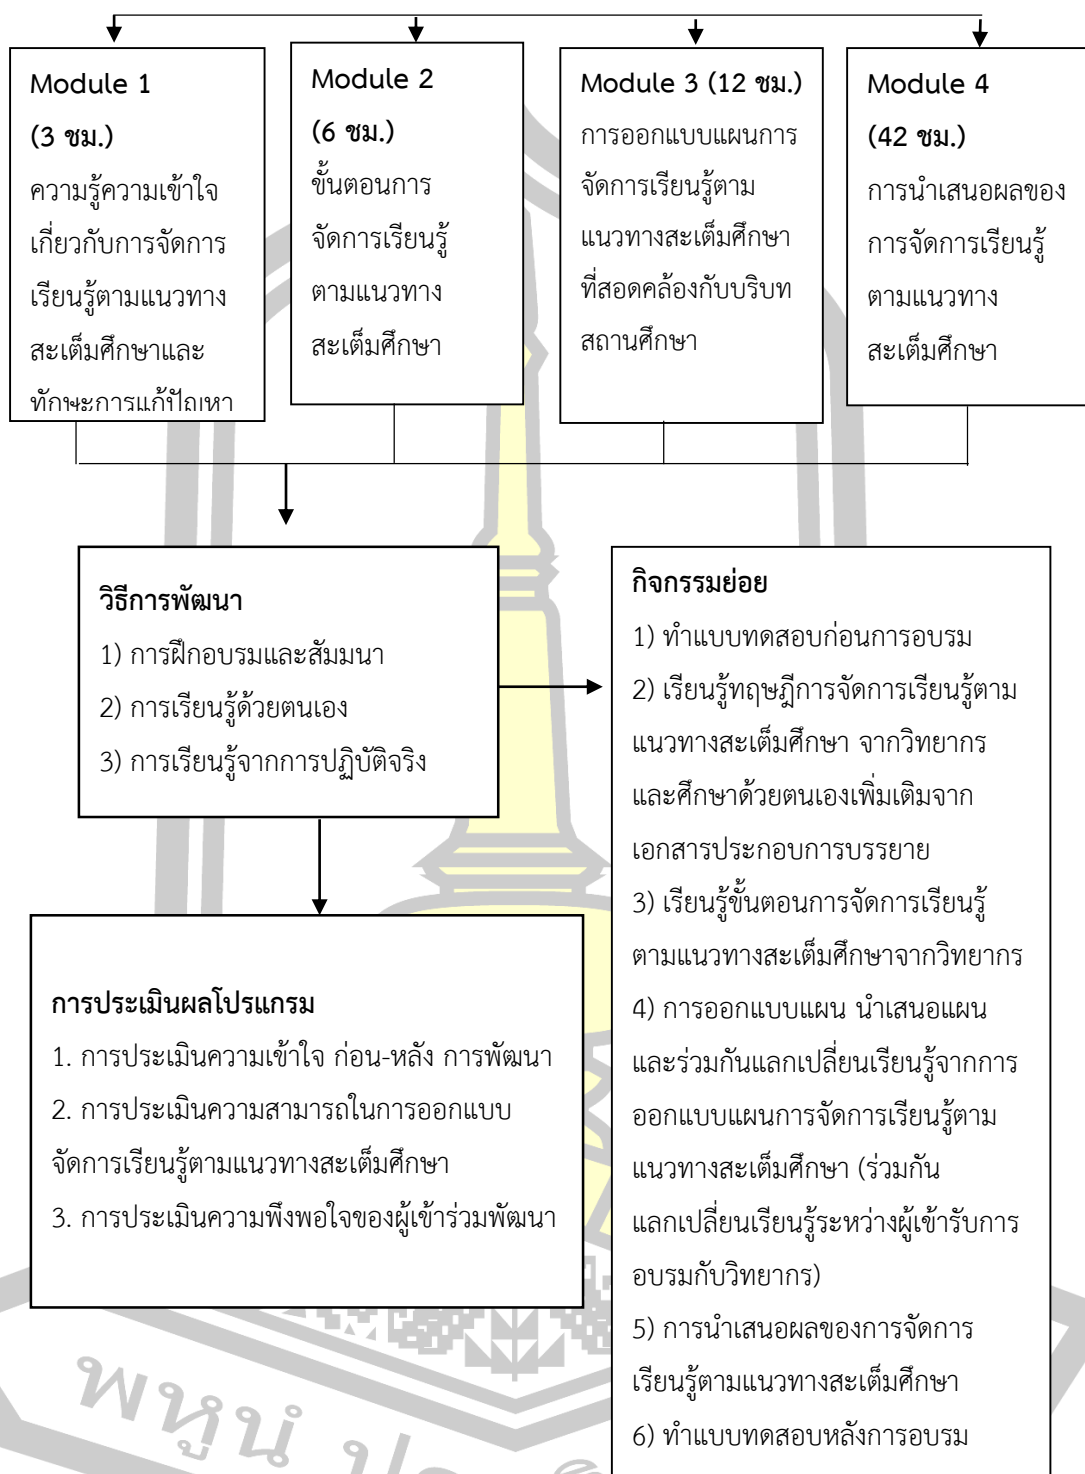 Module 1
(3 ชม.)
ความรู้ความเข้าใจ
เกี่ยวกับการจัดการ
เรียนรู้ตามแนวทาง
สะเต็มศึกษาและ
ทักษะการแก้ปัญหา
Module 2
(6 ชม.)
ขั้นตอนการ
จัดการเรียนรู้
ตามแนวทาง
สะเต็มศึกษา
Module 3 (12 ชม.)
การออกแบบแผนการ
จัดการเรียนรู้ตาม
แนวทางสะเต็มศึกษา
ที่สอดคล้องกับบริบท
สถานศึกษา
Module 4
(42 ชม.)
การนำเสนอผลของ
การจัดการเรียนรู้
ตามแนวทาง
สะเต็มศึกษา
วิธีการพัฒนา
1) การฝึกอบรมและสัมมนา
2) การเรียนรู้ด้วยตนเอง
3) การเรียนรู้จากการปฏิบัติจริง
กิจกรรมย่อย
1) ทำแบบทดสอบก่อนการอบรม
2) เรียนรู้ทฤษฎีการจัดการเรียนรู้ตาม
แนวทางสะเต็มศึกษา จากวิทยากร
และศึกษาด้วยตนเองเพิ่มเติมจาก
เอกสารประกอบการบรรยาย
3) เรียนรู้ขั้นตอนการจัดการเรียนรู้
ตามแนวทางสะเต็มศึกษาจากวิทยากร
4) การออกแบบแผน นำเสนอแผน
และร่วมกันแลกเปลี่ยนเรียนรู้จากการ
ออกแบบแผนการจัดการเรียนรู้ตาม
แนวทางสะเต็มศึกษา (ร่วมกัน
แลกเปลี่ยนเรียนรู้ระหว่างผู้เข้ารับการ
อบรมกับวิทยากร)
5) การนำเสนอผลของการจัดการ
เรียนรู้ตามแนวทางสะเต็มศึกษา
6) ทำแบบทดสอบหลังการอบรม
การประเมินผลโปรแกรม
1. การประเมินความเข้าใจ ก่อน-หลัง การพัฒนา
2. การประเมินความสามารถในการออกแบบ
จัดการเรียนรู้ตามแนวทางสะเต็มศึกษา
3. การประเมินความพึงพอใจของผู้เข้าร่วมพัฒนา
พหูนํ